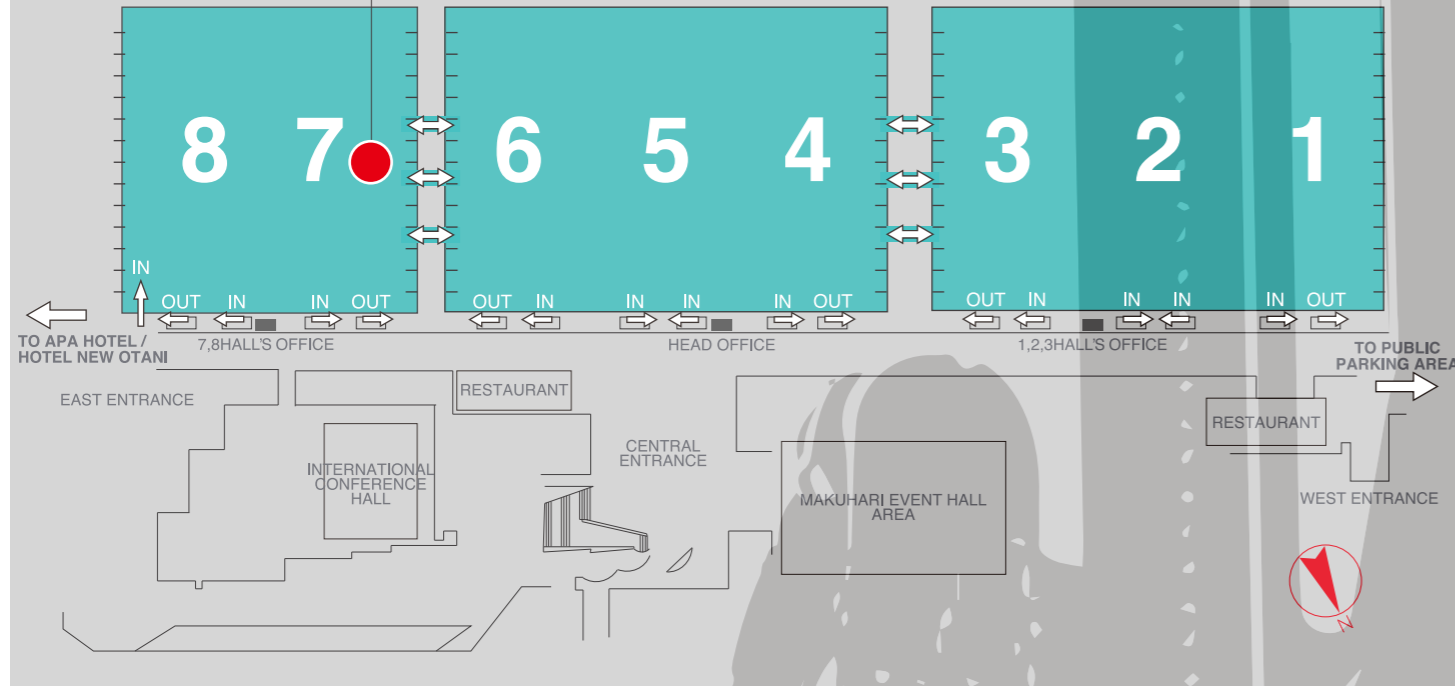 8 7 6 5 4 3 2 1
IN
OUT IN IN OUT OUT IN IN IN IN OUT OUT IN IN IN IN OUT
TO APA HOTEL /
HOTEL NEW OTANI
7,8HALL'S OFFICE
HEAD OFFICE
1,2,3HALL'S OFFICE
TO PUBLIC
PARKING AREA
EAST ENTRANCE
RESTAURANT
RESTAURANT
CENTRAL
ENTRANCE
INTERNATIONAL
CONFERENCE
HALL
MAKUHARI EVENT HALL
AREA
WEST ENTRANCE
N